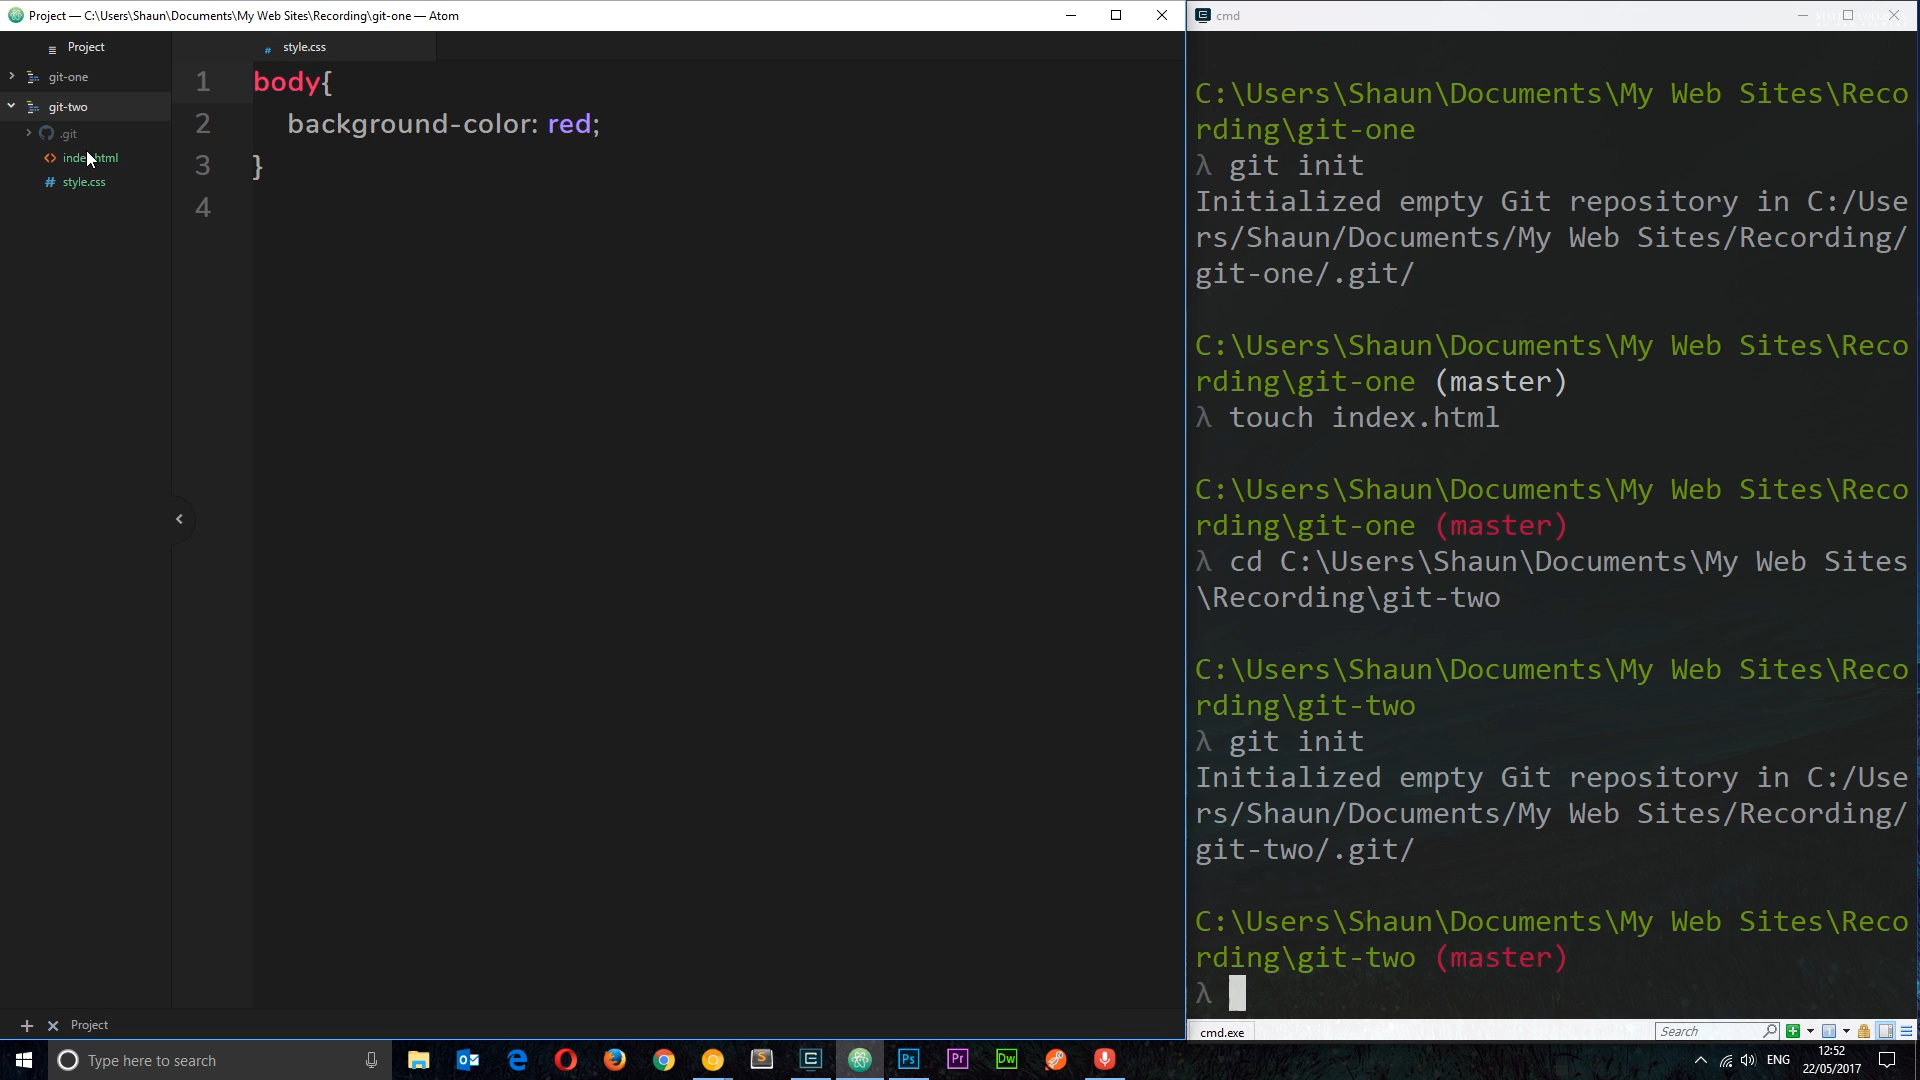 Project — C:\Users\Shaun\Documents\My Web Sites\Recording\git-one — Atom
Project
git-one
git-two
.git
index.html
style.css
style.css
1 body{
2 background-color: red;
3 }
4
Project
cmd
C:\Users\Shaun\Documents\My Web Sites\Reco
rding\git-one
λ git init
Initialized empty Git repository in C:/Use
rs/Shaun/Documents/My Web Sites/Recording/
git-one/.git/
C:\Users\Shaun\Documents\My Web Sites\Reco
rding\git-one (master)
λ touch index.html
C:\Users\Shaun\Documents\My Web Sites\Reco
rding\git-one (master)
λ cd C:\Users\Shaun\Documents\My Web Sites
\Recording\git-two
C:\Users\Shaun\Documents\My Web Sites\Reco
rding\git-two
λ git init
Initialized empty Git repository in C:/Use
rs/Shaun/Documents/My Web Sites/Recording/
git-two/.git/
C:\Users\Shaun\Documents\My Web Sites\Reco
rding\git-two (master)
λ
cmd.exe
Search
Type here to search
Ps
Pr
Dw
ENG
12:52
22/05/2017